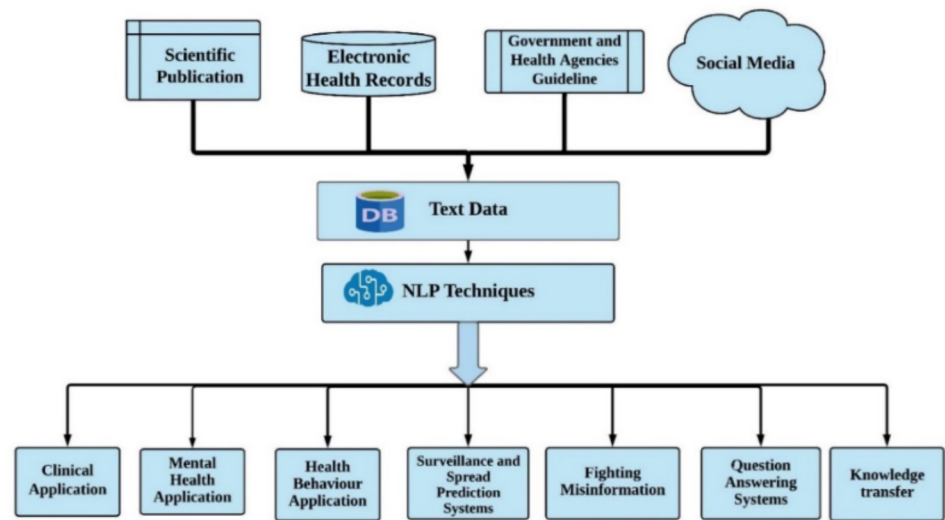 Scientific
Publication
Electronic
Health Records
Government and
Health Agencies
Guideline
Social Media
DB
Text Data
NLP Techniques
Clinical
Application
Mental
Health
Application
Health
Behaviour
Application
Surveillance and
Spread
Prediction
Systems
Fighting
Misinformation
Question
Answering
Systems
Knowledge
transfer